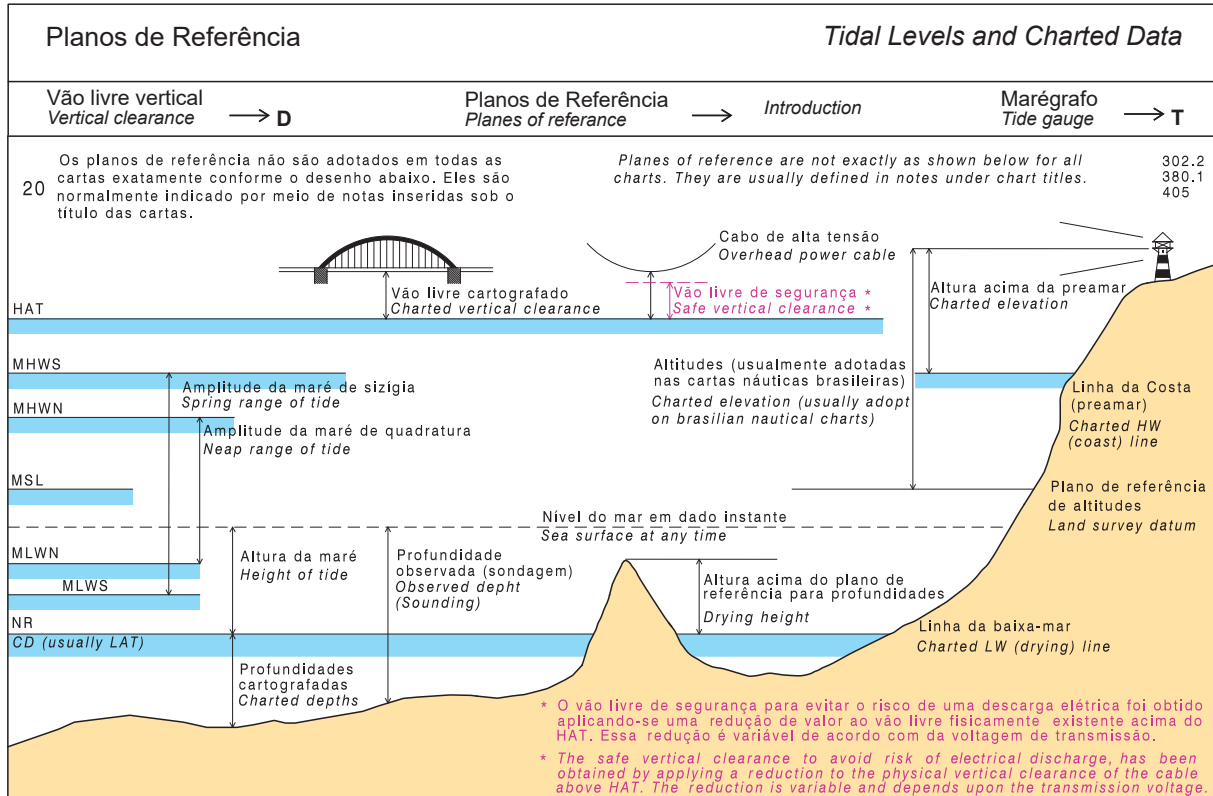 Planos de Referência
Tidal Levels and Charted Data
Vão livre vertical
Vertical clearance
D
Planos de Referência
Planes of referance
Introduction
Marégrafo
Tide gauge
T
20
Os planos de referência não são adotados em todas as
cartas exatamente conforme o desenho abaixo. Eles são
normalmente indicado por meio de notas inseridas sob o
título das cartas.
Planes of reference are not exactly as shown below for all
charts. They are usually defined in notes under chart titles.
302.2
380.1
405
Cabo de alta tensão
Overhead power cable
Vão livre cartografado
Charted vertical clearance
Vão livre de segurança *
Safe vertical clearance *
Altura acima da preamar
Charted elevation
HAT
MHWS
Amplitude da maré de sizígia
Spring range of tide
MHWN
Amplitude da maré de quadratura
Neap range of tide
Altitudes (usualmente adotadas
nas cartas náuticas brasileiras)
Charted elevation (usually adopt
on brasilian nautical charts)
Linha da Costa
(preamar)
Charted HW
(coast) line
MSL
Plano de referência
de altitudes
Land survey datum
Nível do mar em dado instante
Sea surface at any time
MLWN
MLWS
Altura da maré
Height of tide
Profundidade
observada (sondagem)
Observed depht
(Sounding)
Altura acima do plano de
referência para profundidades
Drying height
NR
CD (usually LAT)
Linha da baixa-mar
Charted LW (drying) line
Profundidades
cartografadas
Charted depths
* O vão livre de segurança para evitar o risco de uma descarga elétrica foi obtido
aplicando-se uma redução de valor ao vão livre fisicamente existente acima do
HAT. Essa redução é variável de acordo com da voltagem de transmissão.
* The safe vertical clearance to avoid risk of electrical discharge, has been
obtained by applying a reduction to the physical vertical clearance of the cable
above HAT. The reduction is variable and depends upon the transmission voltage.